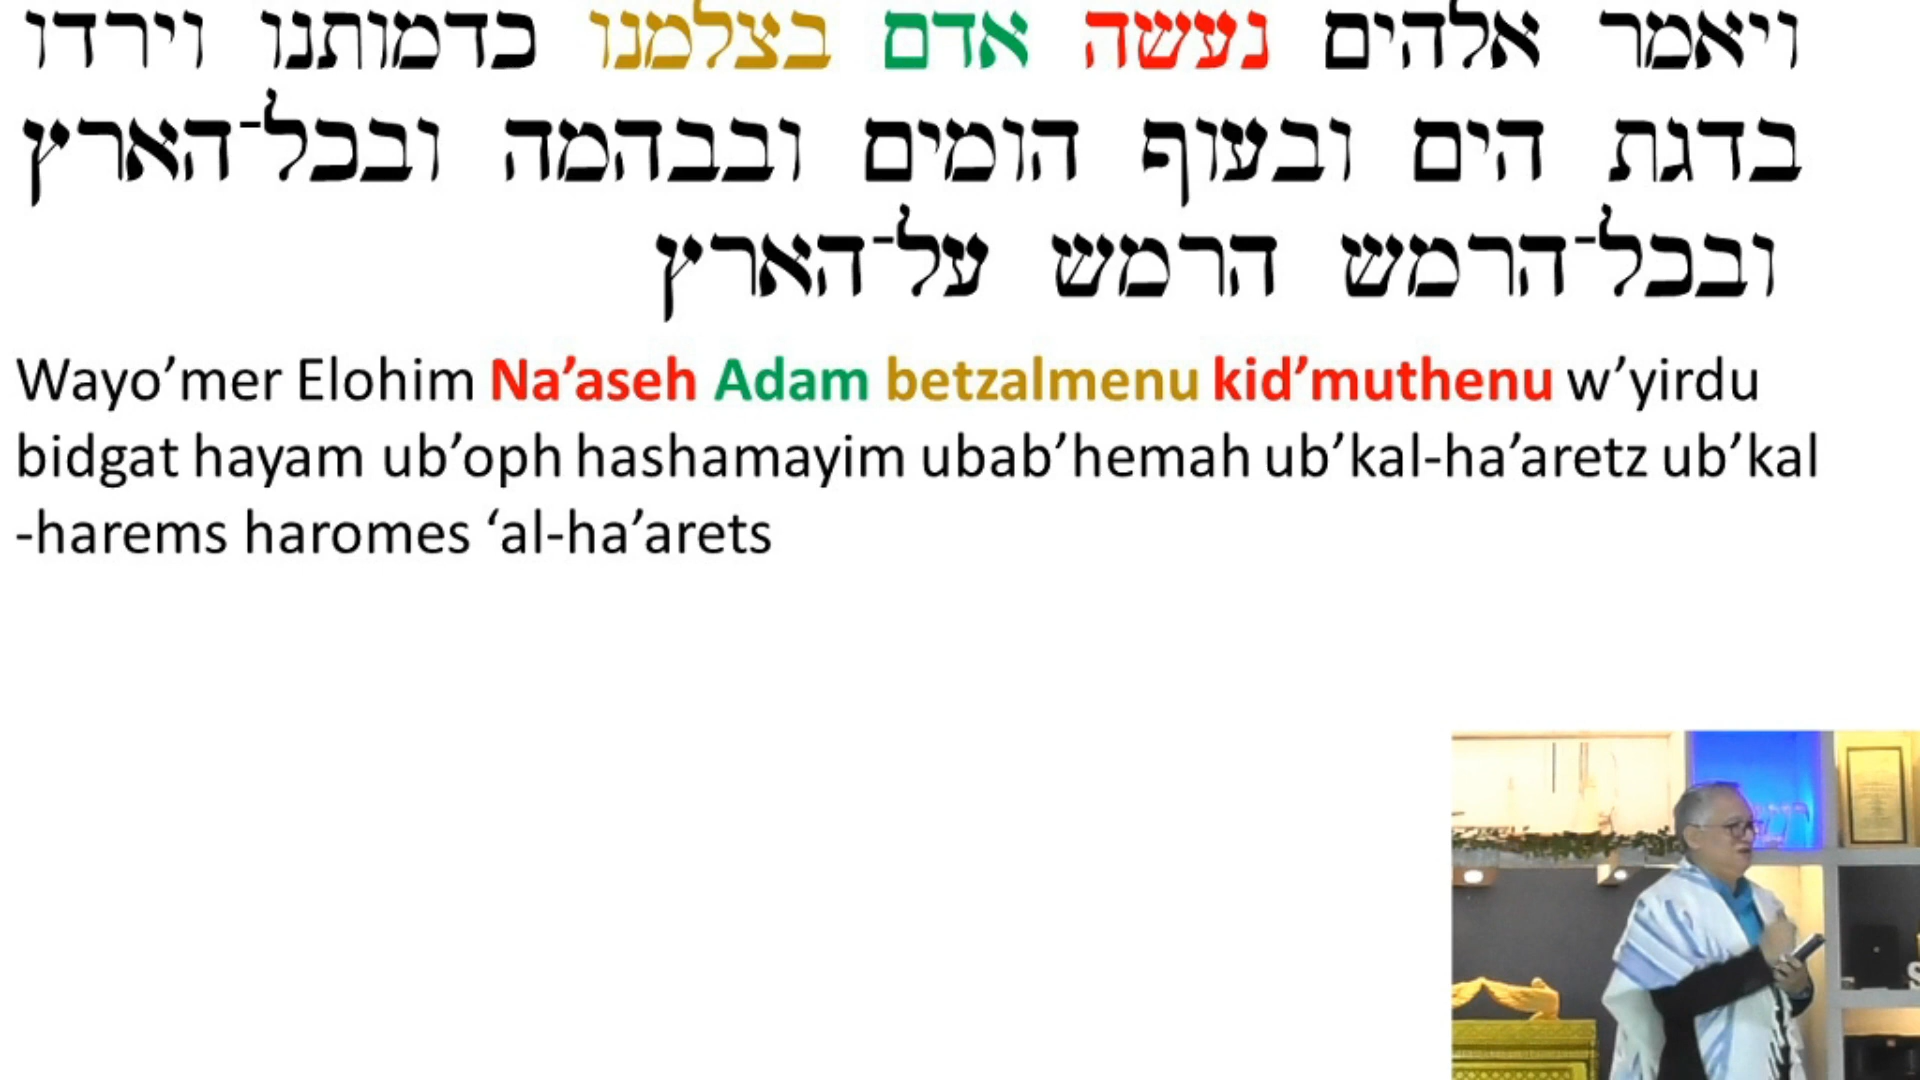 ויאמר אלהים נעשה אדם בצלמנו כדמותנו וירדו
בדגת הים ובעוף הומים ובבהמה ובכל־הארץ
ובכל־הרמש הרמש על־הארץ
Wayo’mer Elohim Na’aseh Adam betzalmenu kid’muthenu w’yirdu
bidgat hayam ub’oph hashamayim ubab’hemah ub’kal-ha’aretz ub’kal
-harems haromes ‘al-ha’arets